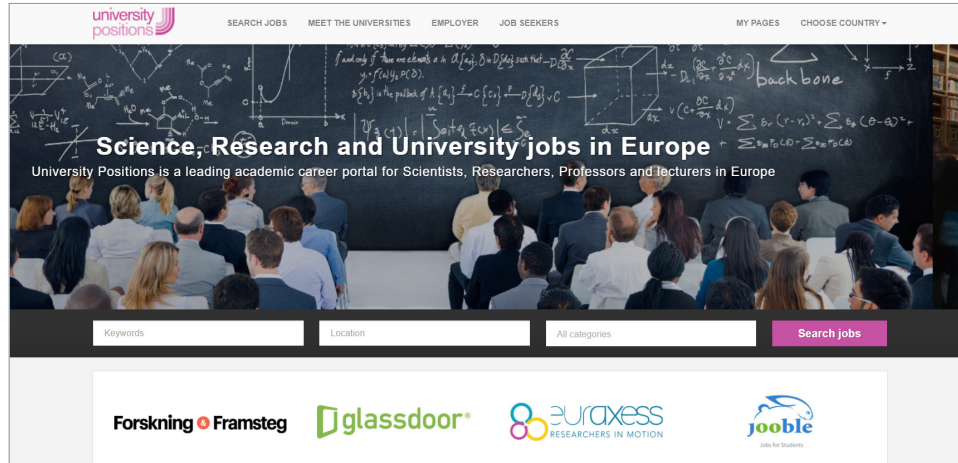 university
positions
SEARCH JOBS MEET THE UNIVERSITIES EMPLOYER JOB SEEKERS MY PAGES CHOOSE COUNTRY
back bone
Science, Research and University jobs in Europe
University Positions is a leading academic career portal for Scientists, Researchers, Professors and lecturers in Europe
Keywords Location All categories Search jobs
Forskning & Framsteg glassdoor® euraxess jooble
RESEARCHERS IN MOTION
Jobs for Students